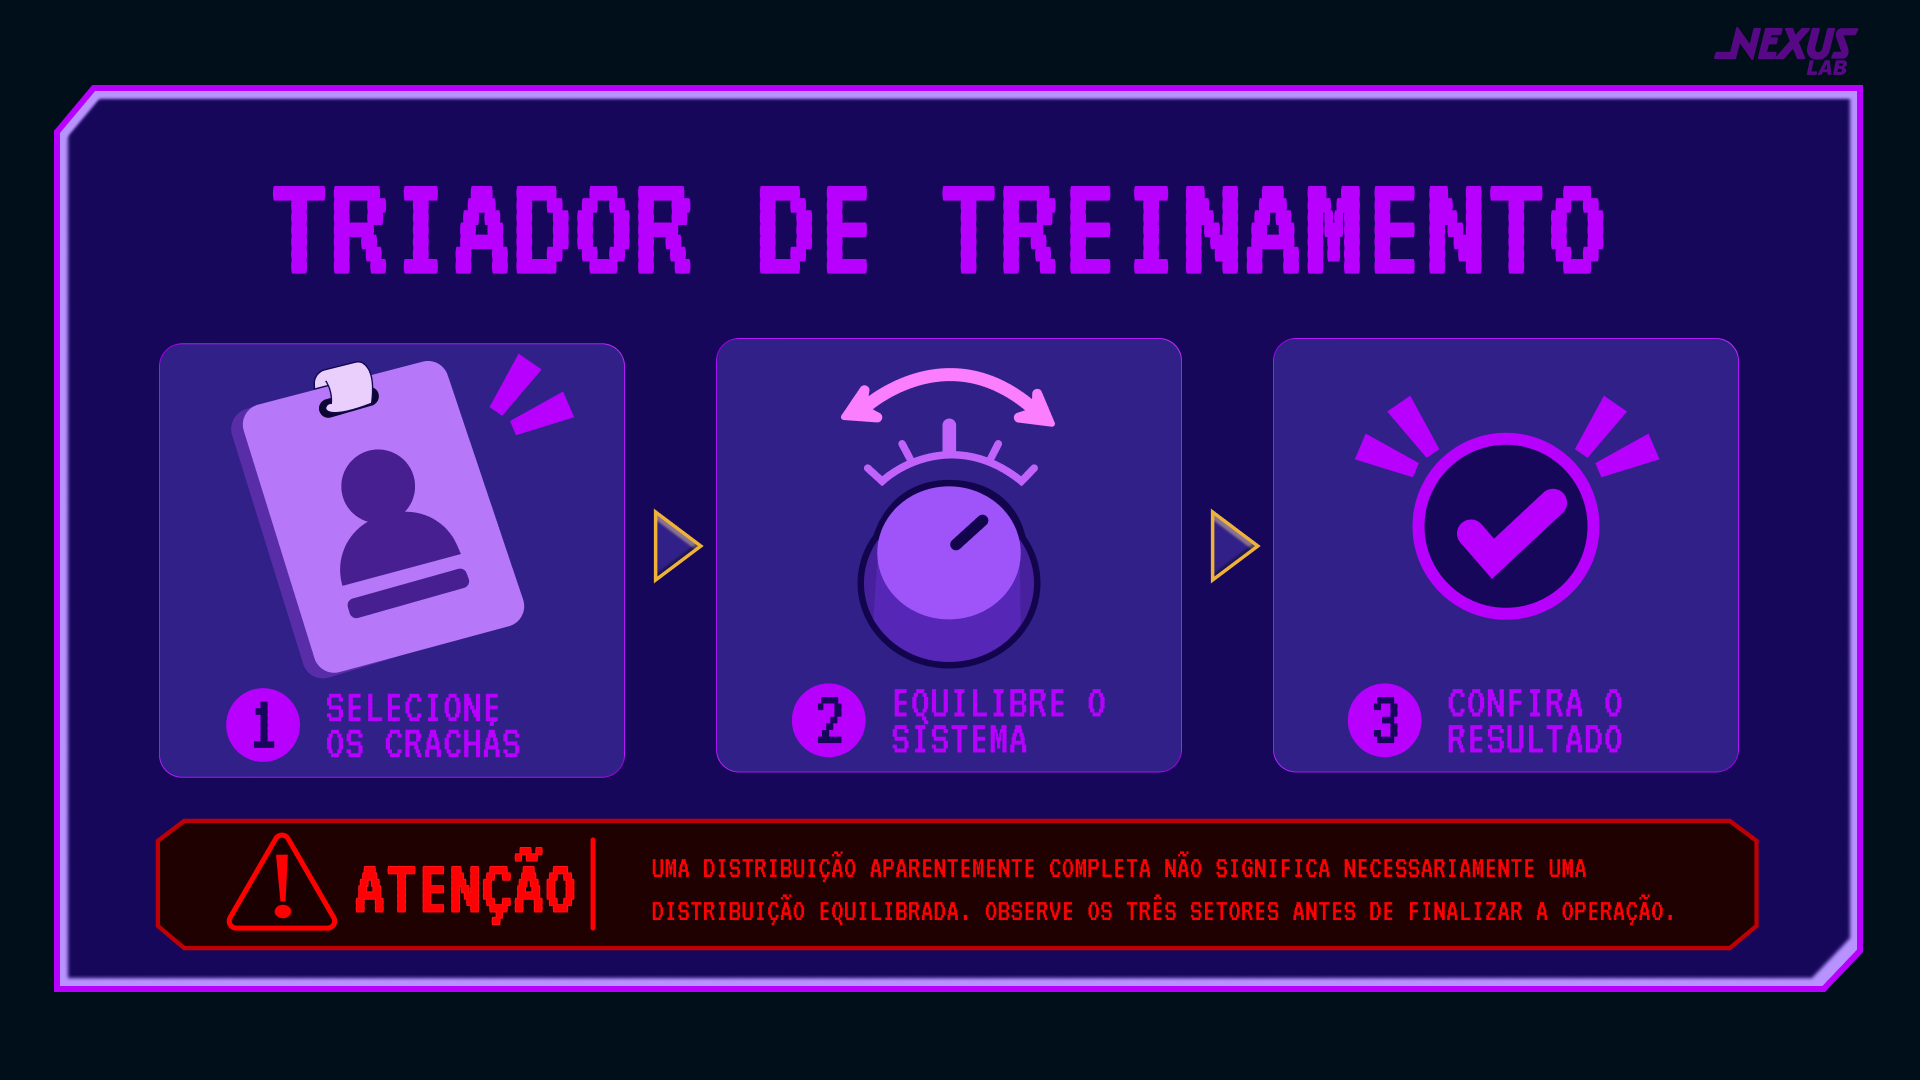 NEXUS
LAB
TRIADOR DE TREINAMENTO
1 SELECIONE
OS CRACHÁS
2 EQUILIBRE O
SISTEMA
3 CONFIRA O
RESULTADO
ATENÇÃO
UMA DISTRIBUIÇÃO APARENTEMENTE COMPLETA NÃO SIGNIFICA NECESSARIAMENTE UMA
DISTRIBUIÇÃO EQUILIBRADA. OBSERVE OS TRÊS SETORES ANTES DE FINALIZAR A OPERAÇÃO.